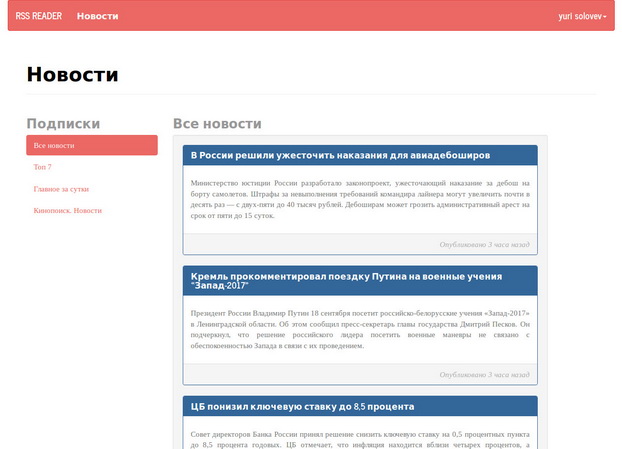 RSS READER Новости yuri solovev
Новости
Подписки
Все новости
Топ 7
Главное за сутки
Кинопоиск. Новости
Все новости
В России решили ужесточить наказания для авиадебоширов
Министерство юстиции России разработало законопроект, ужесточающий наказание за дебош на
борту самолетов. Штрафы за невыполнения требований командира лайнера могут увеличить почти в
десять раз — с двух-пяти до 40 тысяч рублей. Дебоширам может грозить административный арест на
срок от пяти до 15 суток.
Опубликовано 3 часа назад
Кремль прокомментировал поездку Путина на военные учения
"Запад-2017"
Президент России Владимир Путин 18 сентября посетит российско-белорусские учения «Запад-2017»
в Ленинградской области. Об этом сообщил пресс-секретарь главы государства Дмитрий Песков. Он
подчеркнул, что решение российского лидера посетить военные маневры не связано с
обеспокоенностью Запада в связи с их проведением.
Опубликовано 3 часа назад
ЦБ понизил ключевую ставку до 8,5 процента
Совет директоров Банка России принял решение снизить ключевую ставку на 0,5 процентных пункта
до 8,5 процента годовых. ЦБ отмечает, что инфляция находится вблизи четырех процентов, а